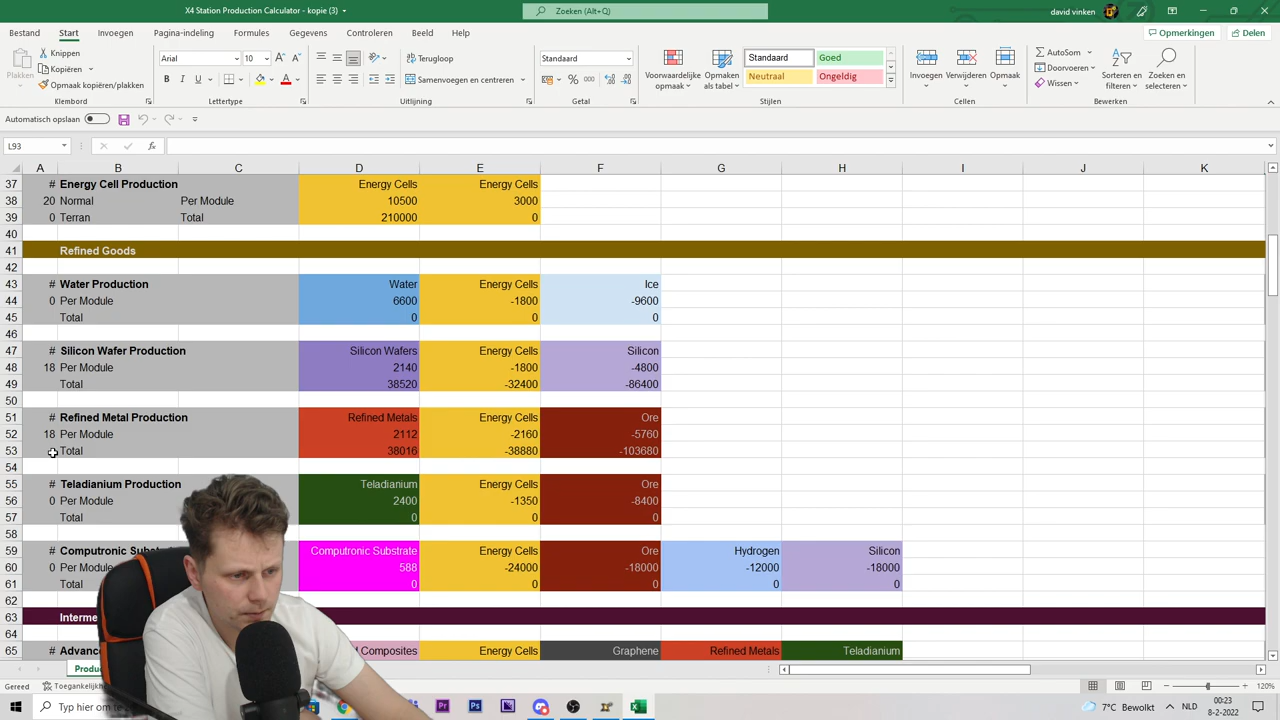 X4 Station Production Calculator - kopie (3)
Zoeken (Alt+Q)
david vinken
Bestand Start Invoegen Pagina-indeling Formules Gegevens Controleren Beeld Help Opmerkingen Delen
Plakken Knippen Kopiëren Opmaak kopiëren/plakken Klembord
Arial 10 B I U A Lettertype
Terugloop Samenvoegen en centreren Uitlijning
Standaard % 000 Getal
Voorwaardelijke opmaak Opmaken als tabel Standaard Goed Neutraal Ongeldig Stijlen
Invoegen Verwijderen Opmaak Cellen
AutoSom Doorvoeren Wissen Sorteren en filteren Zoeken en selecteren Bewerken
Automatisch opslaan
L93 fx
A B C D E F G H I J K
37 # Energy Cell Production Energy Cells Energy Cells
38 20 Normal Per Module 10500 3000
39 0 Terran Total 210000 0
40
41 Refined Goods
42
43 # Water Production Water Energy Cells Ice
44 0 Per Module 6600 -1800 -9600
45 Total 0 0 0
46
47 # Silicon Wafer Production Silicon Wafers Energy Cells Silicon
48 18 Per Module 2140 -1800 -4800
49 Total 38520 -32400 -86400
50
51 # Refined Metal Production Refined Metals Energy Cells Ore
52 18 Per Module 2112 -2160 -5760
53 Total 38016 -38880 -103680
54
55 # Teladianium Production Teladianium Energy Cells Ore
56 0 Per Module 2400 -1350 -8400
57 Total 0 0 0
58
59 # Computronic Computronic Substrate Energy Cells Ore Hydrogen Silicon
60 0 Per Module 588 -24000 -18000 -12000 -18000
61 Total 0 0 0 0 0
62
63
64
65 # Composites Energy Cells Graphene Refined Metals Teladianium
Gereed 120%
Typ hier om te 7°C Bewolkt NLD 00:23
8-2-2022